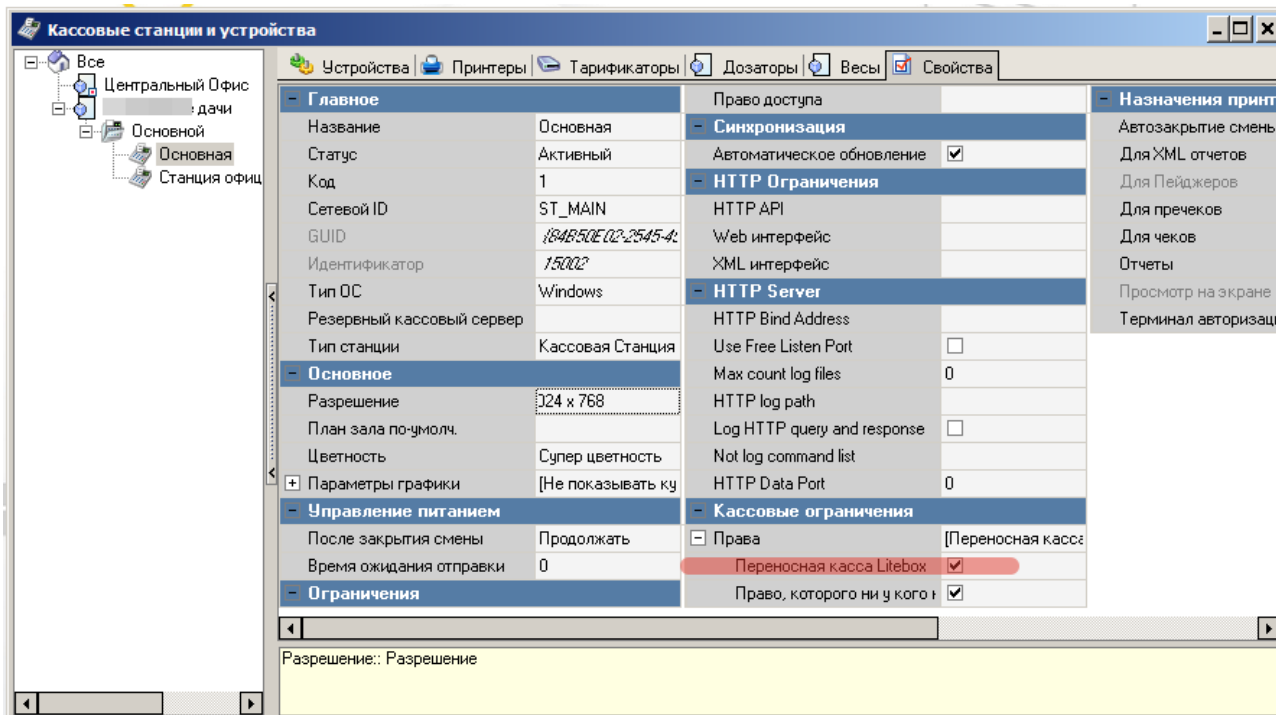 Кассовые станции и устройства
Все
Центральный Офис
дачи
Основной
Основная
Станция офиц
Устройства
Принтеры
Тарификаторы
Дозаторы
Весы
Свойства
Главное
Название Основная
Статус Активный
Код 1
Сетевой ID ST_MAIN
GUID {84B50E02-2545-4
Идентификатор 15002
Тип ОС Windows
Резервный кассовый сервер
Тип станции Кассовая Станция
Основное
Разрешение 024 x 768
План зала по-умолч.
Цветность Супер цветность
Параметры графики [Не показывать ку
Управление питанием
После закрытия смены Продолжать
Время ожидания отправки 0
Ограничения
Право доступа
Синхронизация
Автоматическое обновление
HTTP Ограничения
HTTP API
Web интерфейс
XML интерфейс
HTTP Server
HTTP Bind Address
Use Free Listen Port
Max count log files 0
HTTP log path
Log HTTP query and response
Not log command list
HTTP Data Port 0
Кассовые ограничения
Права [Переносная касса
Переносная касса Litebox
Право, которого ни у кого н
Назначения принт
Автозакрытие смены
Для XML отчетов
Для Пейджеров
Для пречеков
Для чеков
Отчеты
Просмотр на экране
Терминал авторизаци
Разрешение:: Разрешение